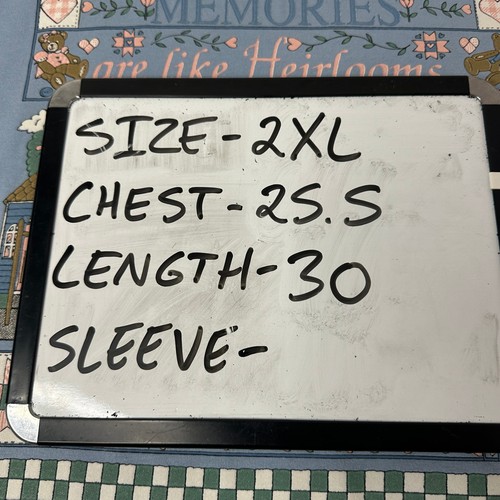 MEMORIES
are like Heirlooms
SIZE-2XL
CHEST-25.5
LENGTH-30
SLEEVE-